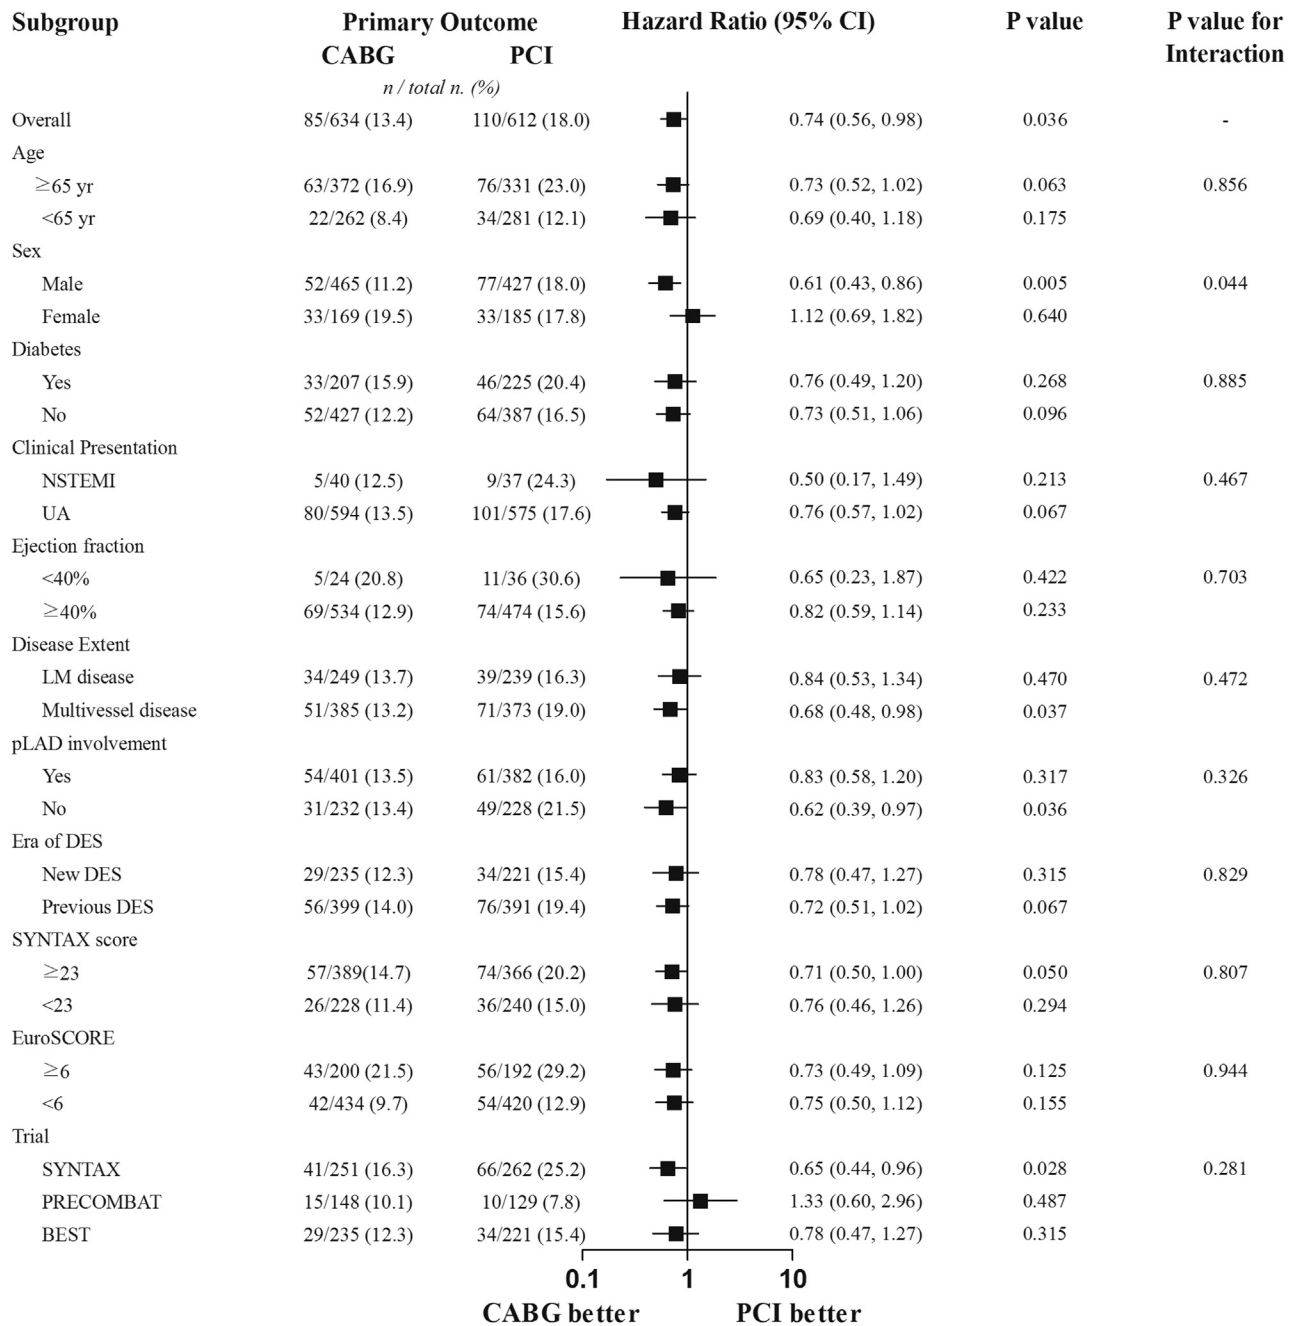 Subgroup Primary Outcome Hazard Ratio (95% CI) P value P value for
CABG PCI Interaction
n / total n. (%)
Overall 85/634 (13.4) 110/612 (18.0) 0.74 (0.56, 0.98) 0.036 -
Age
≥65 yr 63/372 (16.9) 76/331 (23.0) 0.73 (0.52, 1.02) 0.063 0.856
<65 yr 22/262 (8.4) 34/281 (12.1) 0.69 (0.40, 1.18) 0.175
Sex
Male 52/465 (11.2) 77/427 (18.0) 0.61 (0.43, 0.86) 0.005 0.044
Female 33/169 (19.5) 33/185 (17.8) 1.12 (0.69, 1.82) 0.640
Diabetes
Yes 33/207 (15.9) 46/225 (20.4) 0.76 (0.49, 1.20) 0.268 0.885
No 52/427 (12.2) 64/387 (16.5) 0.73 (0.51, 1.06) 0.096
Clinical Presentation
NSTEMI 5/40 (12.5) 9/37 (24.3) 0.50 (0.17, 1.49) 0.213 0.467
UA 80/594 (13.5) 101/575 (17.6) 0.76 (0.57, 1.02) 0.067
Ejection fraction
<40% 5/24 (20.8) 11/36 (30.6) 0.65 (0.23, 1.87) 0.422 0.703
≥40% 69/534 (12.9) 74/474 (15.6) 0.82 (0.59, 1.14) 0.233
Disease Extent
LM disease 34/249 (13.7) 39/239 (16.3) 0.84 (0.53, 1.34) 0.470 0.472
Multivessel disease 51/385 (13.2) 71/373 (19.0) 0.68 (0.48, 0.98) 0.037
pLAD involvement
Yes 54/401 (13.5) 61/382 (16.0) 0.83 (0.58, 1.20) 0.317 0.326
No 31/232 (13.4) 49/228 (21.5) 0.62 (0.39, 0.97) 0.036
Era of DES
New DES 29/235 (12.3) 34/221 (15.4) 0.78 (0.47, 1.27) 0.315 0.829
Previous DES 56/399 (14.0) 76/391 (19.4) 0.72 (0.51, 1.02) 0.067
SYNTAX score
≥23 57/389(14.7) 74/366 (20.2) 0.71 (0.50, 1.00) 0.050 0.807
<23 26/228 (11.4) 36/240 (15.0) 0.76 (0.46, 1.26) 0.294
EuroSCORE
≥6 43/200 (21.5) 56/192 (29.2) 0.73 (0.49, 1.09) 0.125 0.944
<6 42/434 (9.7) 54/420 (12.9) 0.75 (0.50, 1.12) 0.155
Trial
SYNTAX 41/251 (16.3) 66/262 (25.2) 0.65 (0.44, 0.96) 0.028 0.281
PRECOMBAT 15/148 (10.1) 10/129 (7.8) 1.33 (0.60, 2.96) 0.487
BEST 29/235 (12.3) 34/221 (15.4) 0.78 (0.47, 1.27) 0.315
0.1 1 10
CABG better PCI better